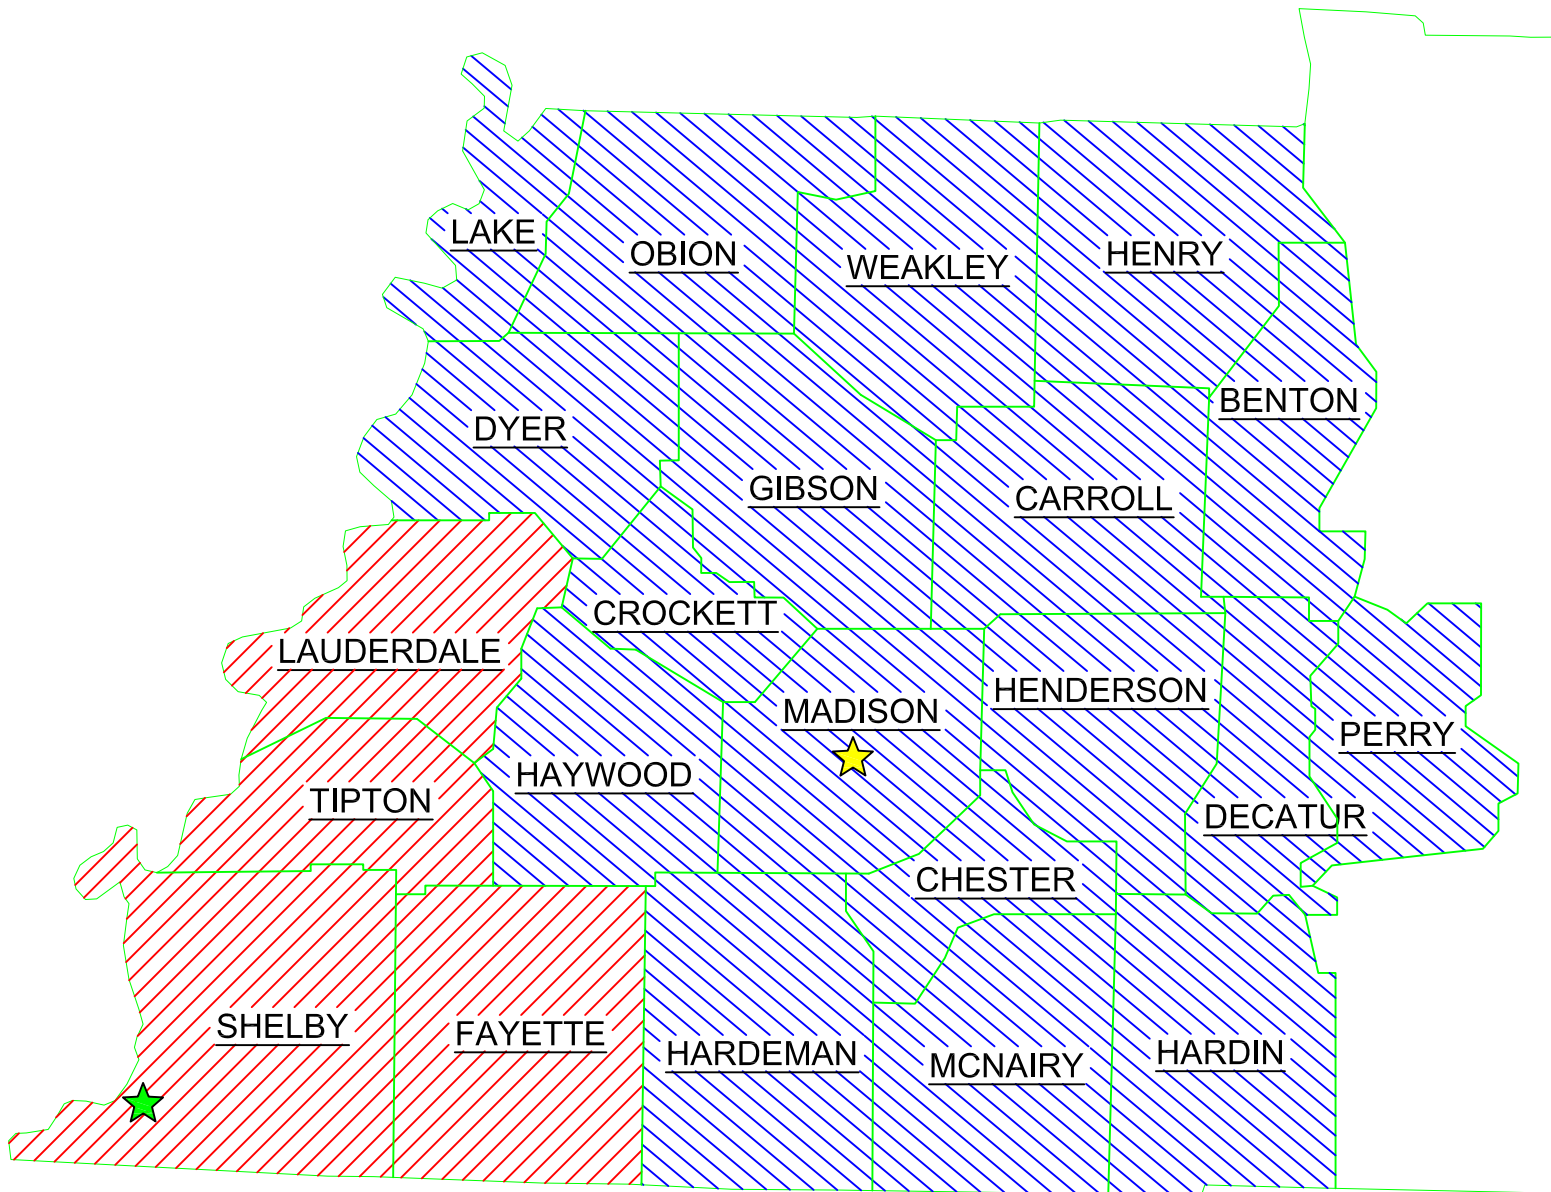 LAKE
OBION
WEAKLEY
HENRY
BENTON
DYER
GIBSON
CARROLL
CROCKETT
LAUDERDALE
HENDERSON
MADISON
PERRY
HAYWOOD
TIPTON
DECATUR
CHESTER
SHELBY
FAYETTE
HARDEMAN
MCNAIRY
HARDIN